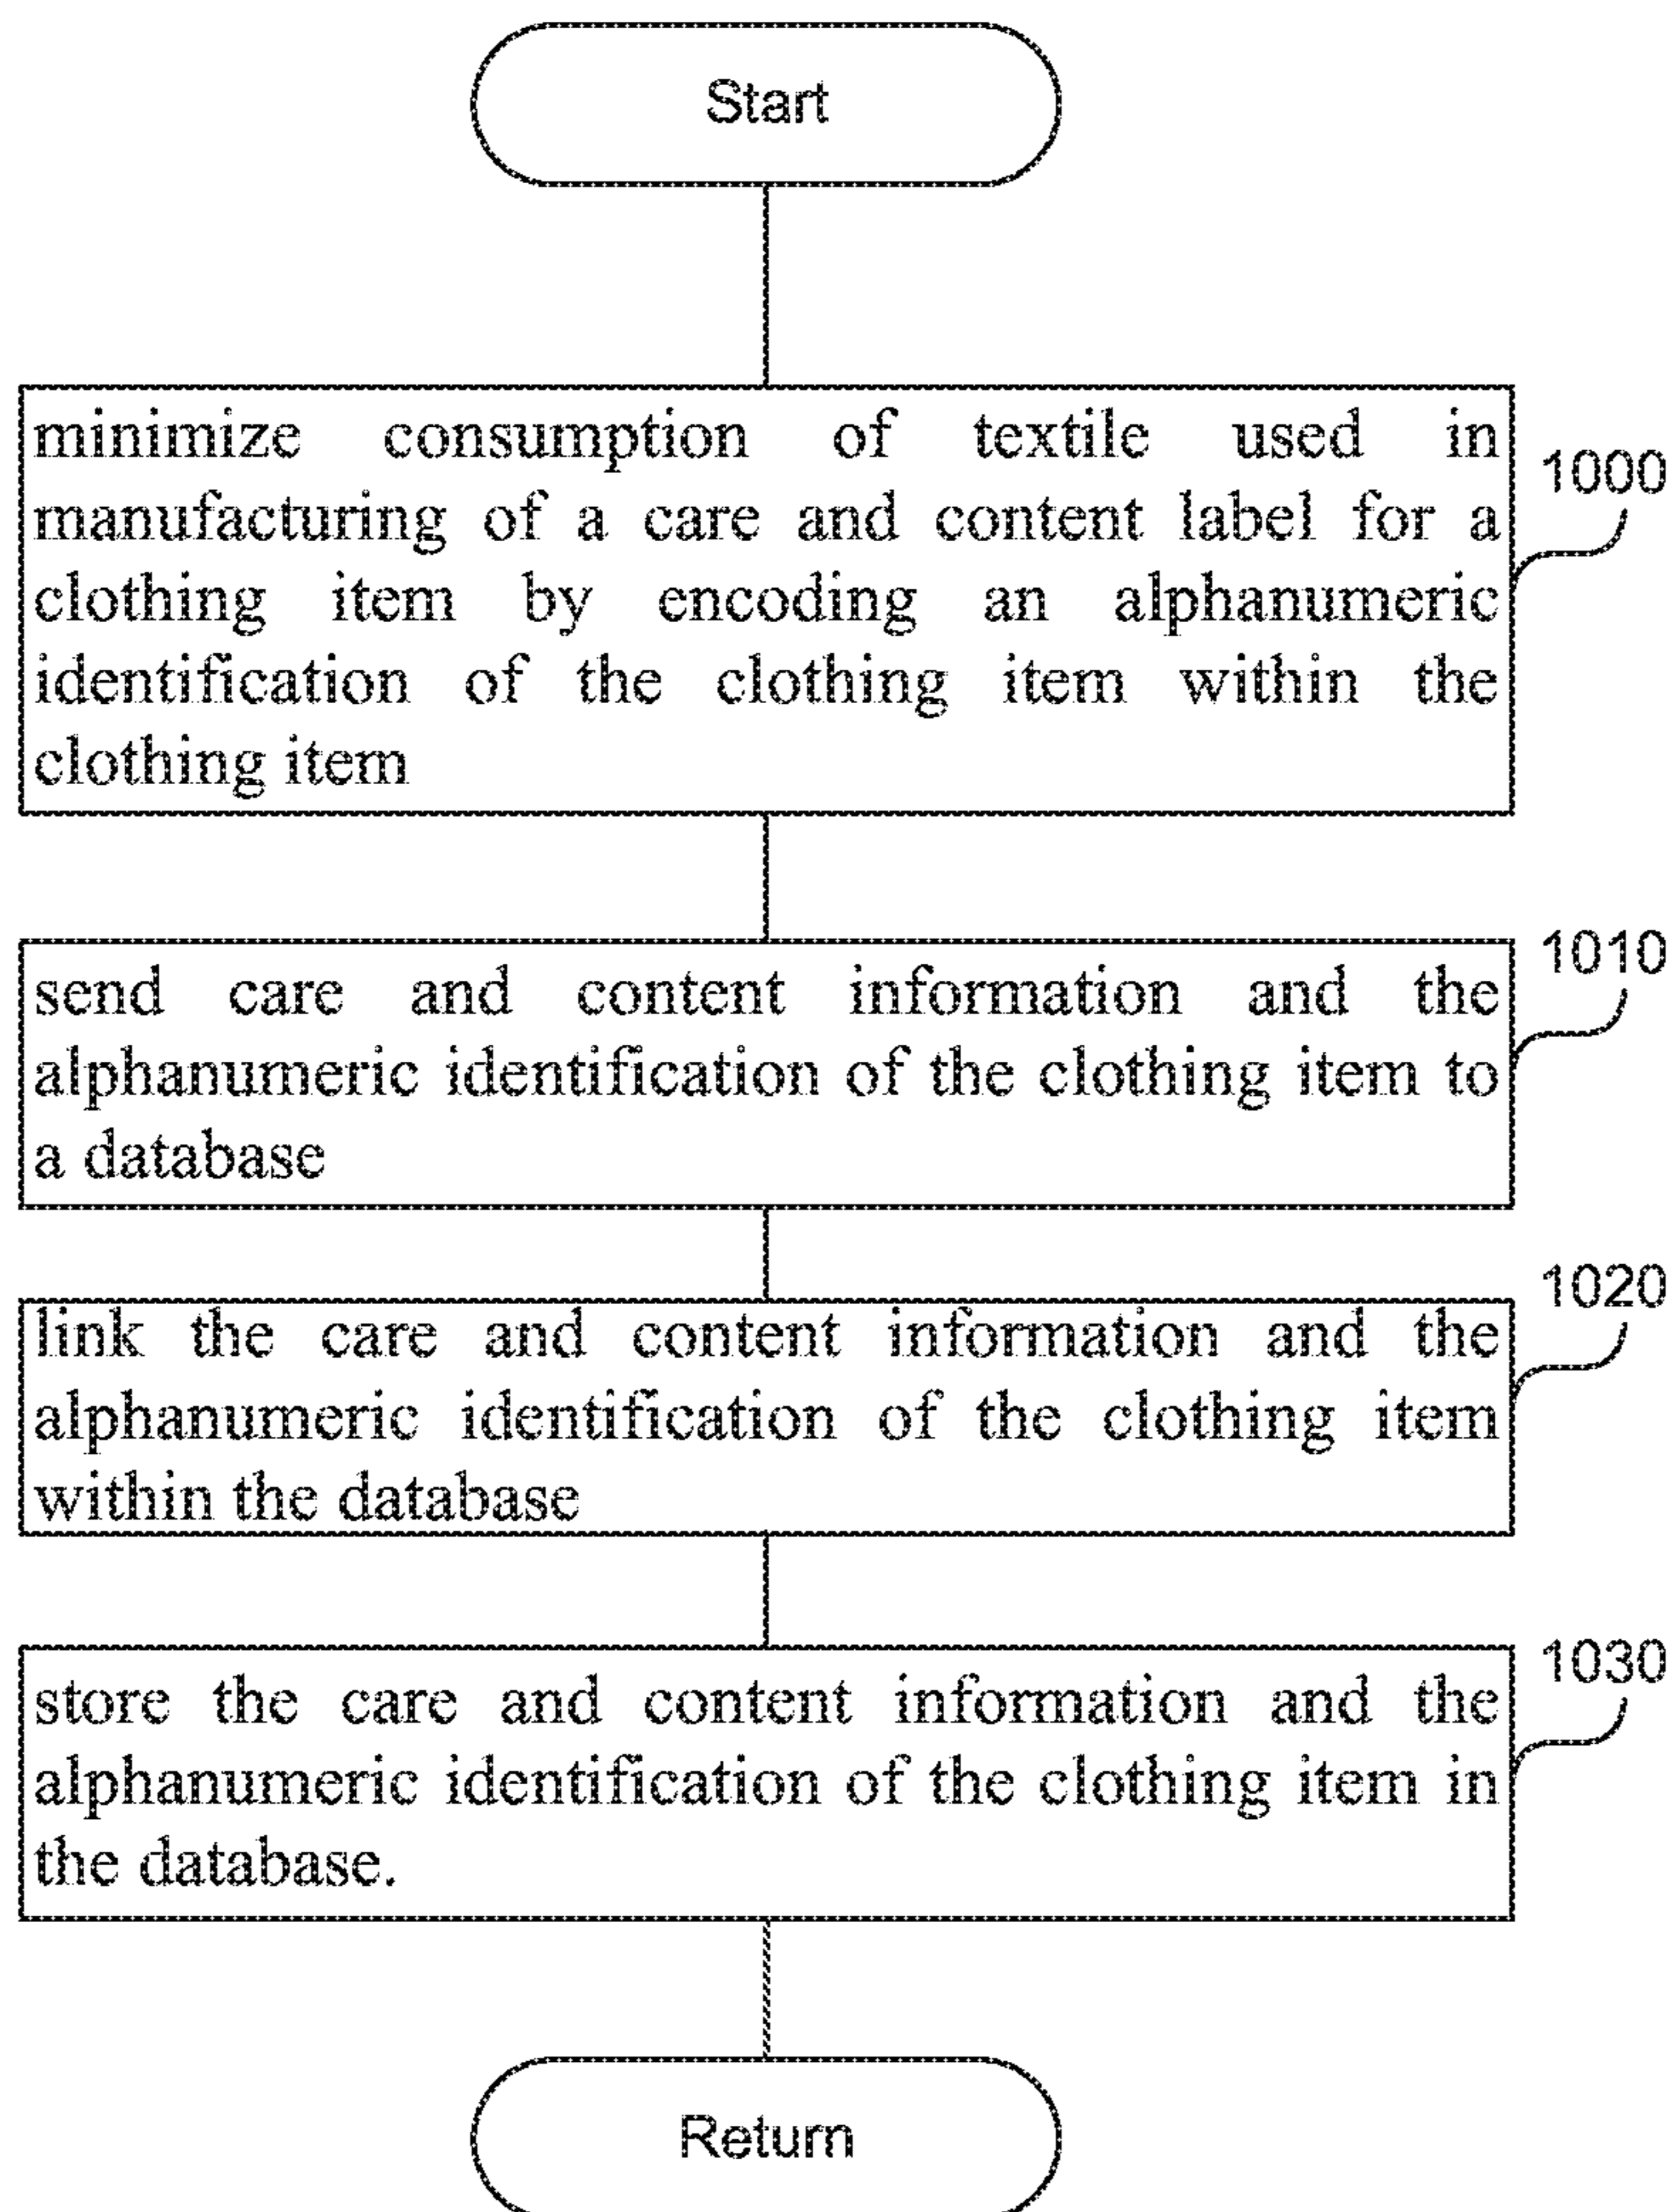 Start
minimize consumption of textile used in
1000
manufacturing of a care and content label for a
clothing item by encoding an alphanumeric
identification of the clothing item within the
clothing item
1010
send care and content information and the
alphanumeric identification of the clothing item to
a database
1020
link the care and content information and the
alphanumeric identification of the clothing item
within the database
1030
store the care and content information and the
alphanumeric identification of the clothing item in
the database.
Return